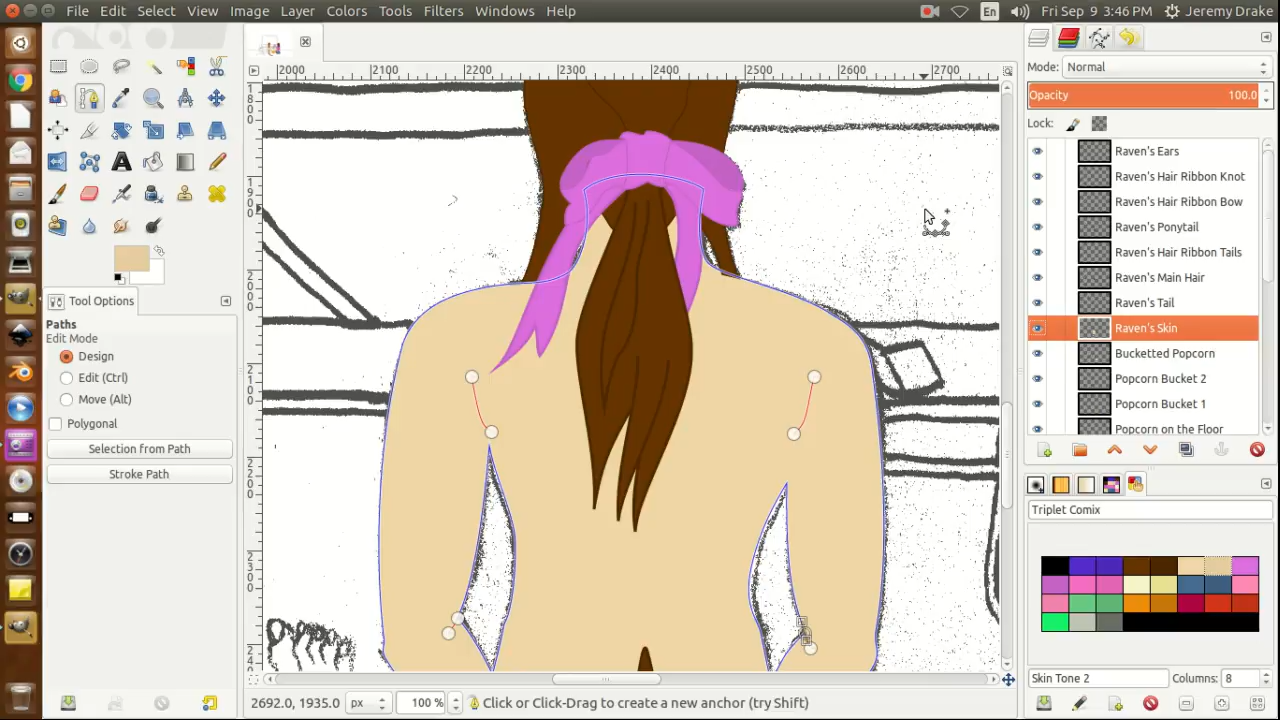 File Edit Select View Image Layer Colors Tools Filters Windows Help En Fri Sep 9 3:46 PM Jeremy Drake
2000 2100 2200 2300 2400 2500 2600 2700
Mode: Normal
Opacity 100.0
Lock:
Raven's Ears
Raven's Hair Ribbon Knot
Raven's Hair Ribbon Bow
Raven's Ponytail
Raven's Hair Ribbon Tails
Raven's Main Hair
Raven's Tail
Raven's Skin
Bucketted Popcorn
Popcorn Bucket 2
Popcorn Bucket 1
Popcorn on the Floor
Tool Options
Paths
Edit Mode
Design
Edit (Ctrl)
Move (Alt)
Polygonal
Selection from Path
Stroke Path
Triplet Comix
Skin Tone 2 Columns: 8
2692.0, 1935.0 px 100 % Click or Click-Drag to create a new anchor (try Shift)